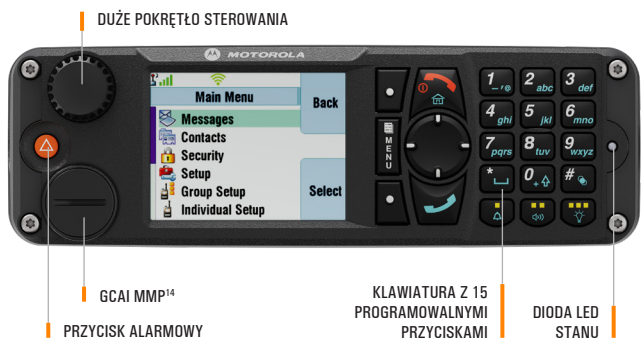 DUŻE POKRĘTŁO STEROWANIA
MOTOROLA
Main Menu
Back
Messages
Contacts
Security
Setup
Group Setup
Individual Setup
Select
MENU
1 _,'@
2 abc
3 def
4 ghi
5 jkl
6 mno
7 pqrs
8 tuv
9 wxyz
*
0 +
#
GCAI MMP¹⁴
PRZYCISK ALARMOWY
KLAWIATURA Z 15
PROGRAMOWALNYMI
PRZYCISKAMI
DIODA LED
STANU